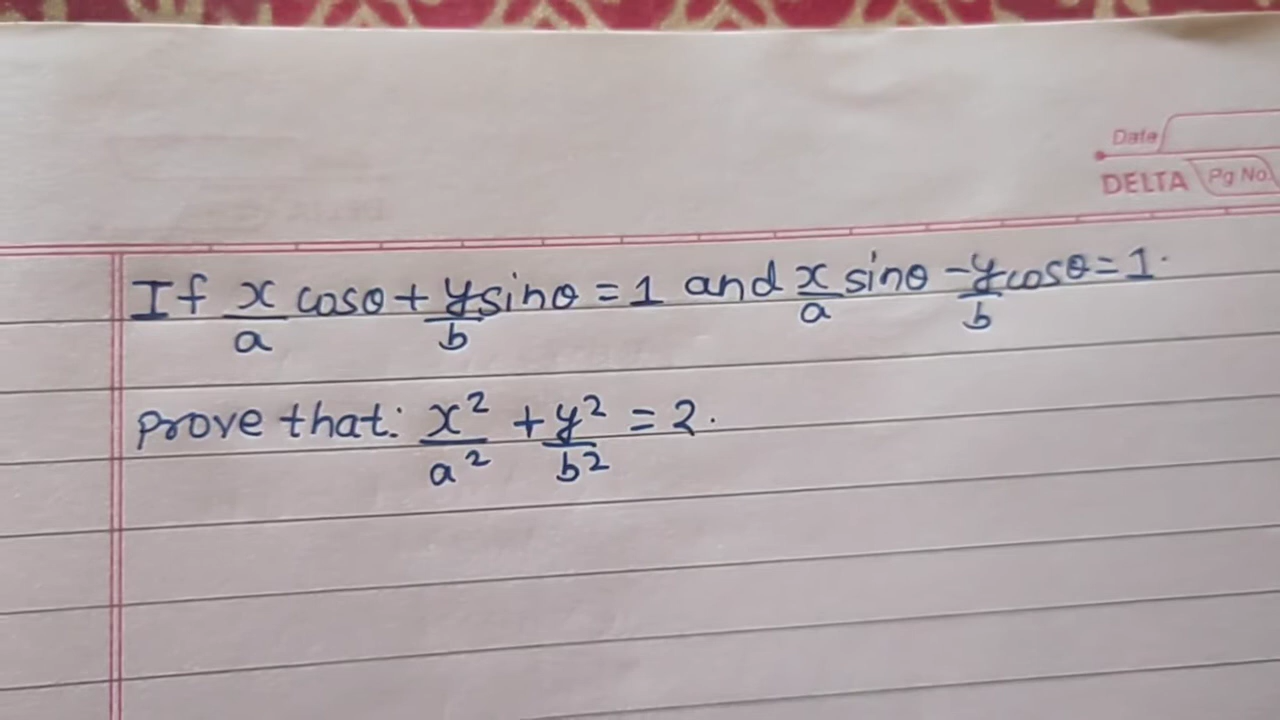 Date
DELTA Pg No.
If x/a cosθ + y/b sinθ = 1 and x/a sinθ - y/b cosθ = 1.
prove that: x²/a² + y²/b² = 2.